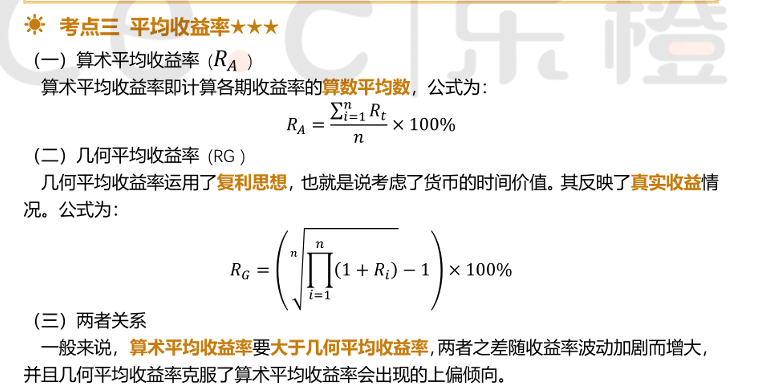 考点三 平均收益率★★★
（一）算术平均收益率（R_A ）
算术平均收益率即计算各期收益率的算数平均数，公式为：
R_A = \frac{\sum_{i=1}^{n} R_t}{n} × 100%
（二）几何平均收益率（RG ）
几何平均收益率运用了复利思想，也就是说考虑了货币的时间价值。其反映了真实收益情
况。公式为：
R_G = \left( \sqrt[n]{\prod_{i=1}^{n} (1 + R_i)} − 1 \right) × 100%
（三）两者关系
一般来说，算术平均收益率要大于几何平均收益率，两者之差随收益率波动加剧而增大，
并且几何平均收益率克服了算术平均收益率会出现的上偏倾向。